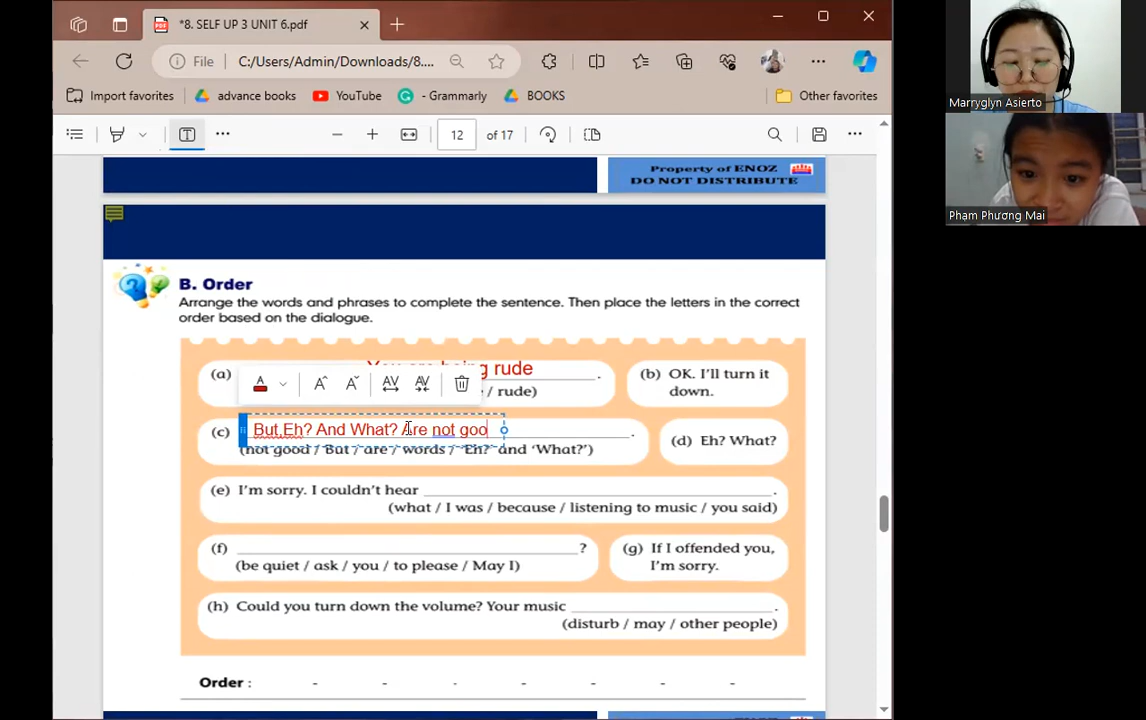 *8. SELF UP 3 UNIT 6.pdf
File C:/Users/Admin/Downloads/8....
Import favorites advance books YouTube - Grammarly BOOKS Other favorites
12 of 17
Property of ENOZ
DO NOT DISTRIBUTE
B. Order
Arrange the words and phrases to complete the sentence. Then place the letters in the correct
order based on the dialogue.
(a) You are being rude . (b) OK. I'll turn it
/ rude) down.
(c) But,Eh? And What? Are not goo . (d) Eh? What?
(not good / But / are / words / 'Eh?' and 'What?')
(e) I'm sorry. I couldn't hear .
(what / I was / because / listening to music / you said)
(f) ? (g) If I offended you,
(be quiet / ask / you / to please / May I) I'm sorry.
(h) Could you turn down the volume? Your music .
(disturb / may / other people)
Order : - - - - - - -
Marryglyn Asierto
Phạm Phương Mai